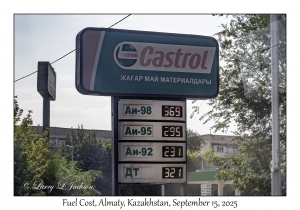 Castrol
ЖАҒАР МАЙ МАТЕРИАЛДАРЫ
Аи-98 369
Аи-95 295
Аи-92 231
ДТ 321
© Larry L Jackson
Fuel Cost, Almaty, Kazakhstan, September 15, 2025